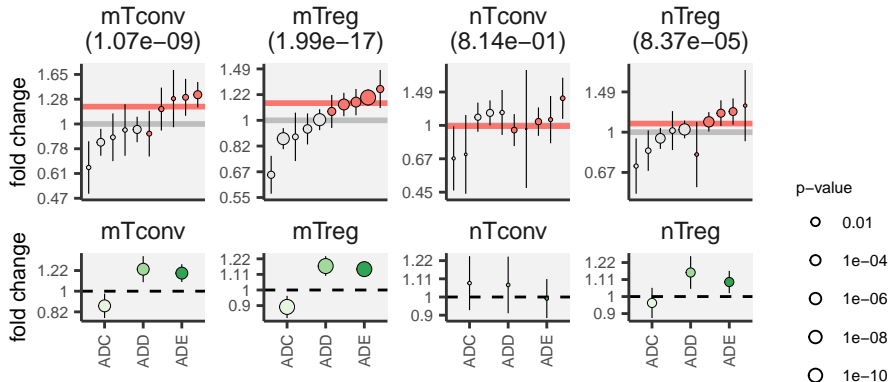 mTconv
(1.07e−09)
mTreg
(1.99e−17)
nTconv
(8.14e−01)
nTreg
(8.37e−05)
fold change
1.65
1.28
1
0.78
0.61
0.47
1.49
1.22
1
0.82
0.67
0.55
1.49
1
0.67
0.45
1.49
1
0.67
mTconv
mTreg
nTconv
nTreg
fold change
1.22
1
0.82
1.22
1.11
1
0.9
1.22
1.11
1
0.9
1.22
1.11
1
0.9
ADC
ADD
ADE
ADC
ADD
ADE
ADC
ADD
ADE
ADC
ADD
ADE
p−value
0.01
1e−04
1e−06
1e−08
1e−10